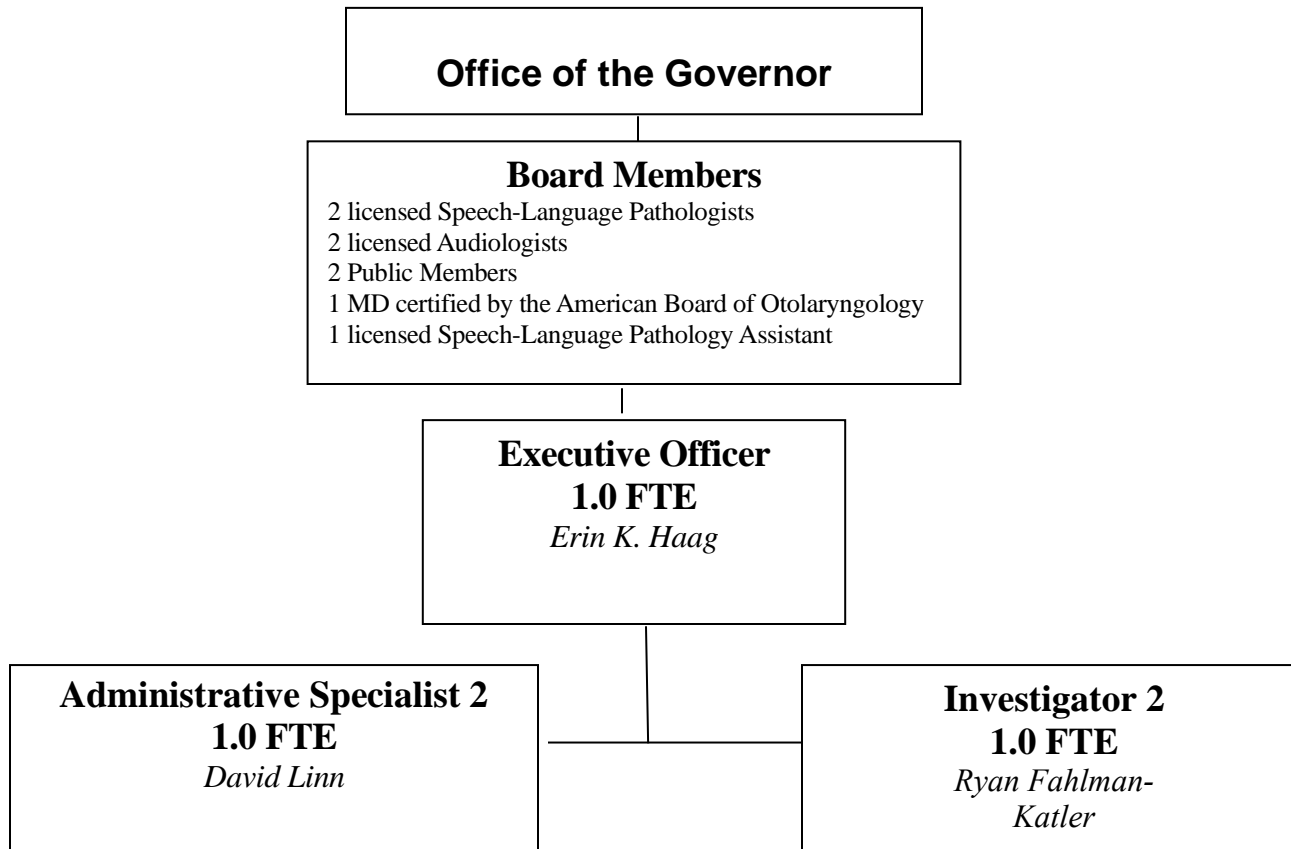 Office of the Governor
Board Members
2 licensed Speech-Language Pathologists
2 licensed Audiologists
2 Public Members
1 MD certified by the American Board of Otolaryngology
1 licensed Speech-Language Pathology Assistant
Executive Officer
1.0 FTE
Erin K. Haag
Administrative Specialist 2
1.0 FTE
David Linn
Investigator 2
1.0 FTE
Ryan Fahlman-
Katler